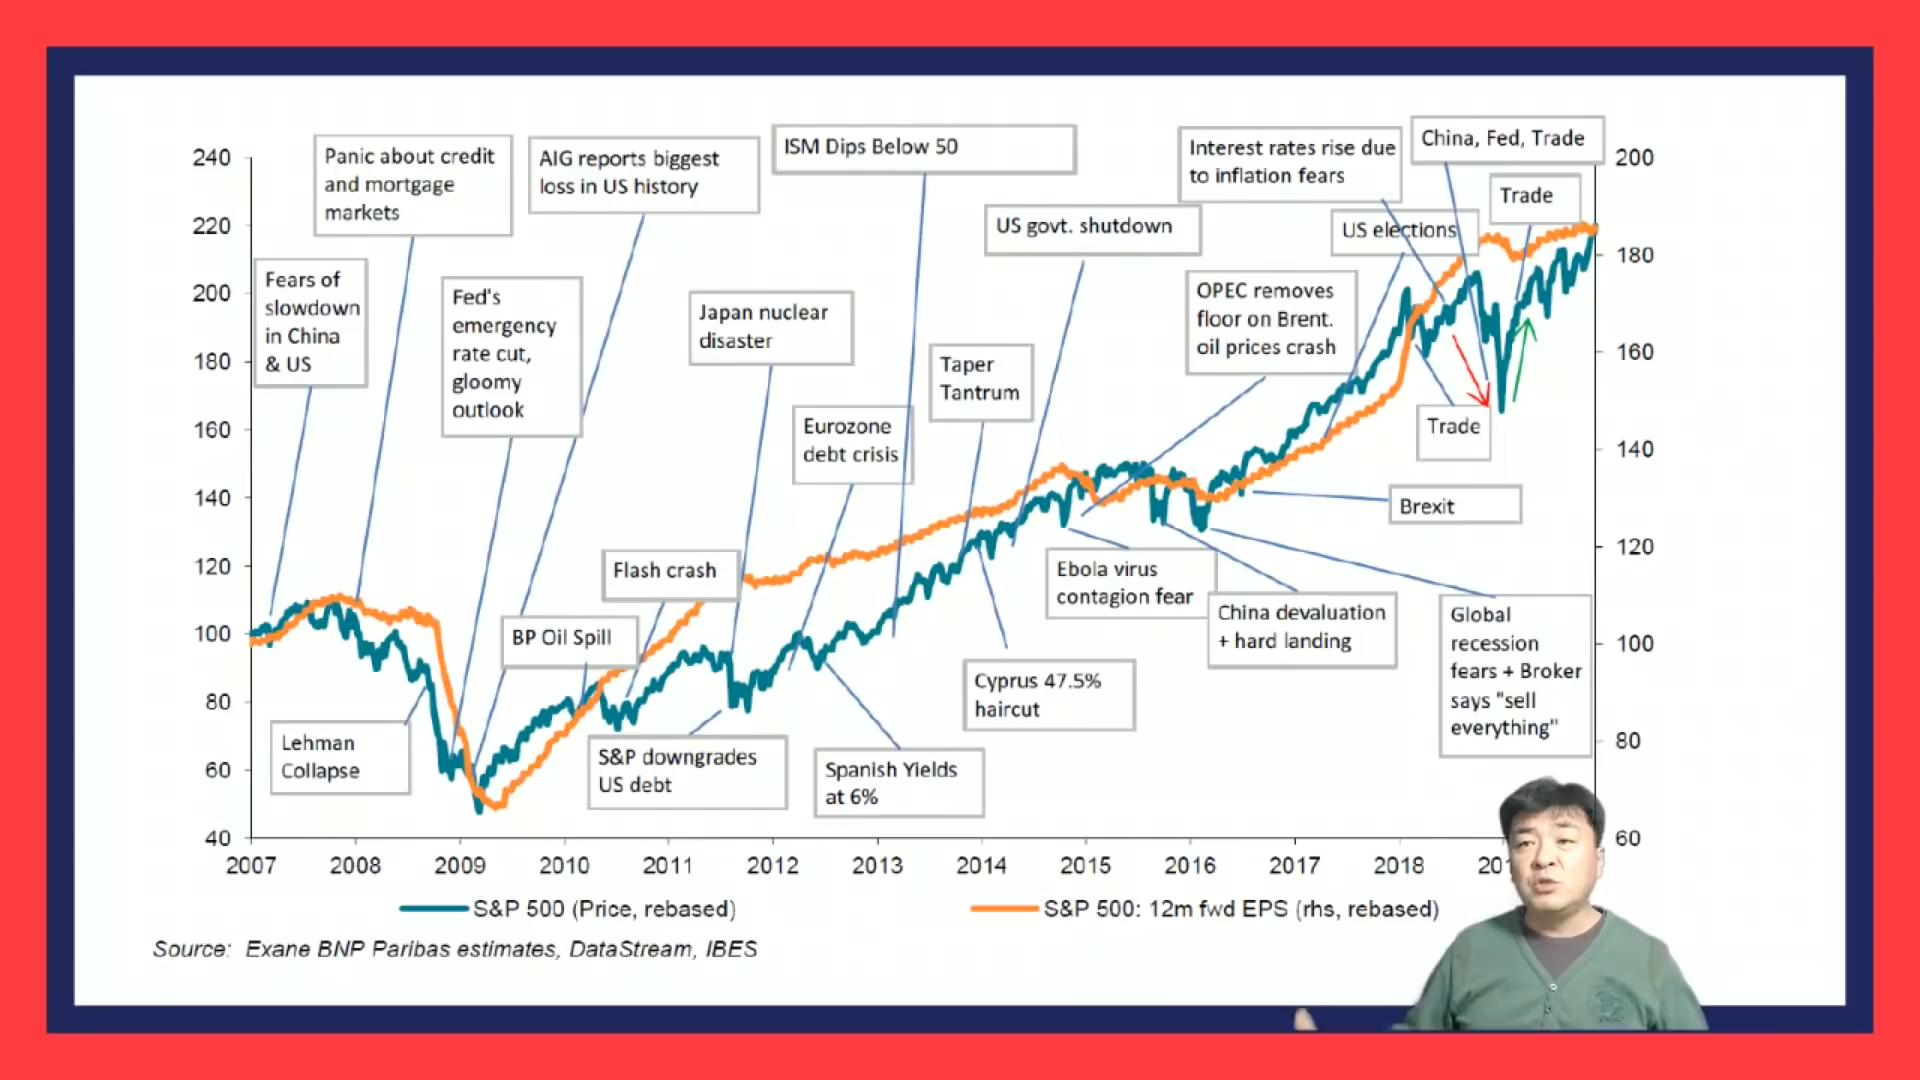 ISM Dips Below 50
China, Fed, Trade
Panic about credit
and mortgage
markets
AIG reports biggest
loss in US history
Interest rates rise due
to inflation fears
Trade
US govt. shutdown
US elections
Fears of
slowdown
in China
& US
Fed's
emergency
rate cut,
gloomy
outlook
Japan nuclear
disaster
OPEC removes
floor on Brent.
oil prices crash
Taper
Tantrum
Eurozone
debt crisis
Trade
Brexit
Flash crash
Ebola virus
contagion fear
China devaluation
+ hard landing
Global
recession
fears + Broker
says "sell
everything"
BP Oil Spill
Cyprus 47.5%
haircut
Lehman
Collapse
S&P downgrades
US debt
Spanish Yields
at 6%
240
220
200
180
160
140
120
100
80
60
40
200
180
160
140
120
100
80
60
2007 2008 2009 2010 2011 2012 2013 2014 2015 2016 2017 2018
S&P 500 (Price, rebased) S&P 500: 12m fwd EPS (rhs, rebased)
Source: Exane BNP Paribas estimates, DataStream, IBES